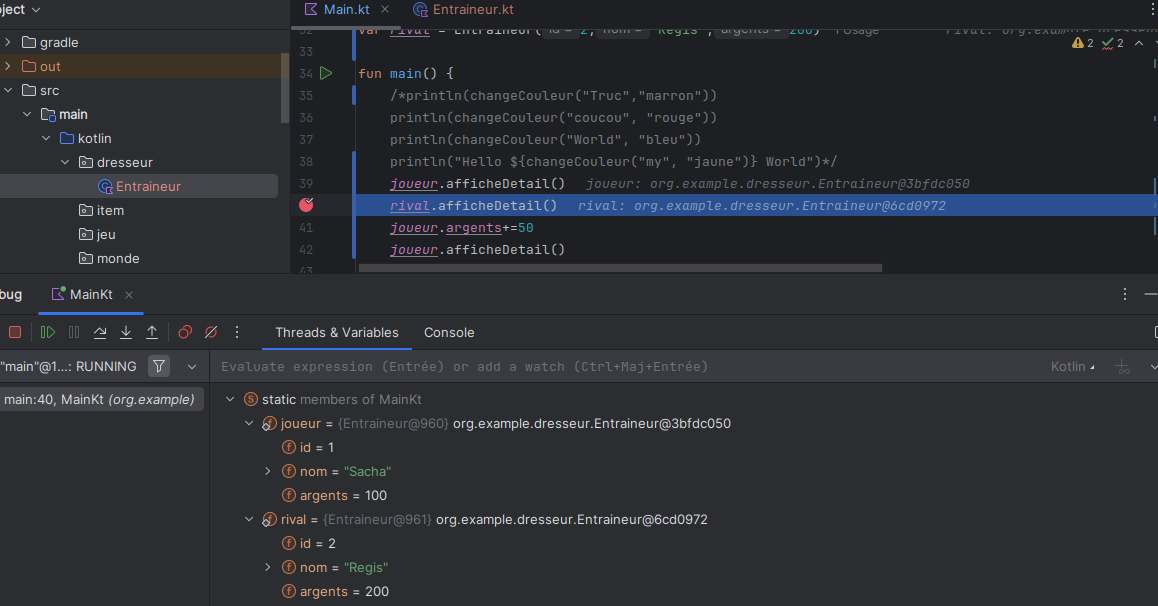 oject
Main.kt
Entraineur.kt
gradle
out
src
main
kotlin
dresseur
Entraineur
item
jeu
monde
32 var rival = Entraineur( id = 2, nom = "Regis", argents = 200) 1 Usage
2 2
33
34 fun main() {
35 /*println(changeCouleur("Truc","marron"))
36 println(changeCouleur("coucou", "rouge"))
37 println(changeCouleur("World", "bleu"))
38 println("Hello ${changeCouleur("my", "jaune")} World")*/
39 joueur.afficheDetail() joueur: org.example.dresseur.Entraineur@3bfdc050
rival.afficheDetail() rival: org.example.dresseur.Entraineur@6cd0972
41 joueur.argents+=50
42 joueur.afficheDetail()
43
bug
MainKt
Threads & Variables
Console
"main"@1...: RUNNING
Evaluate expression (Entrée) or add a watch (Ctrl+Maj+Entrée)
Kotlin
main:40, MainKt (org.example)
static members of MainKt
joueur = {Entraineur@960} org.example.dresseur.Entraineur@3bfdc050
id = 1
nom = "Sacha"
argents = 100
rival = {Entraineur@961} org.example.dresseur.Entraineur@6cd0972
id = 2
nom = "Regis"
argents = 200